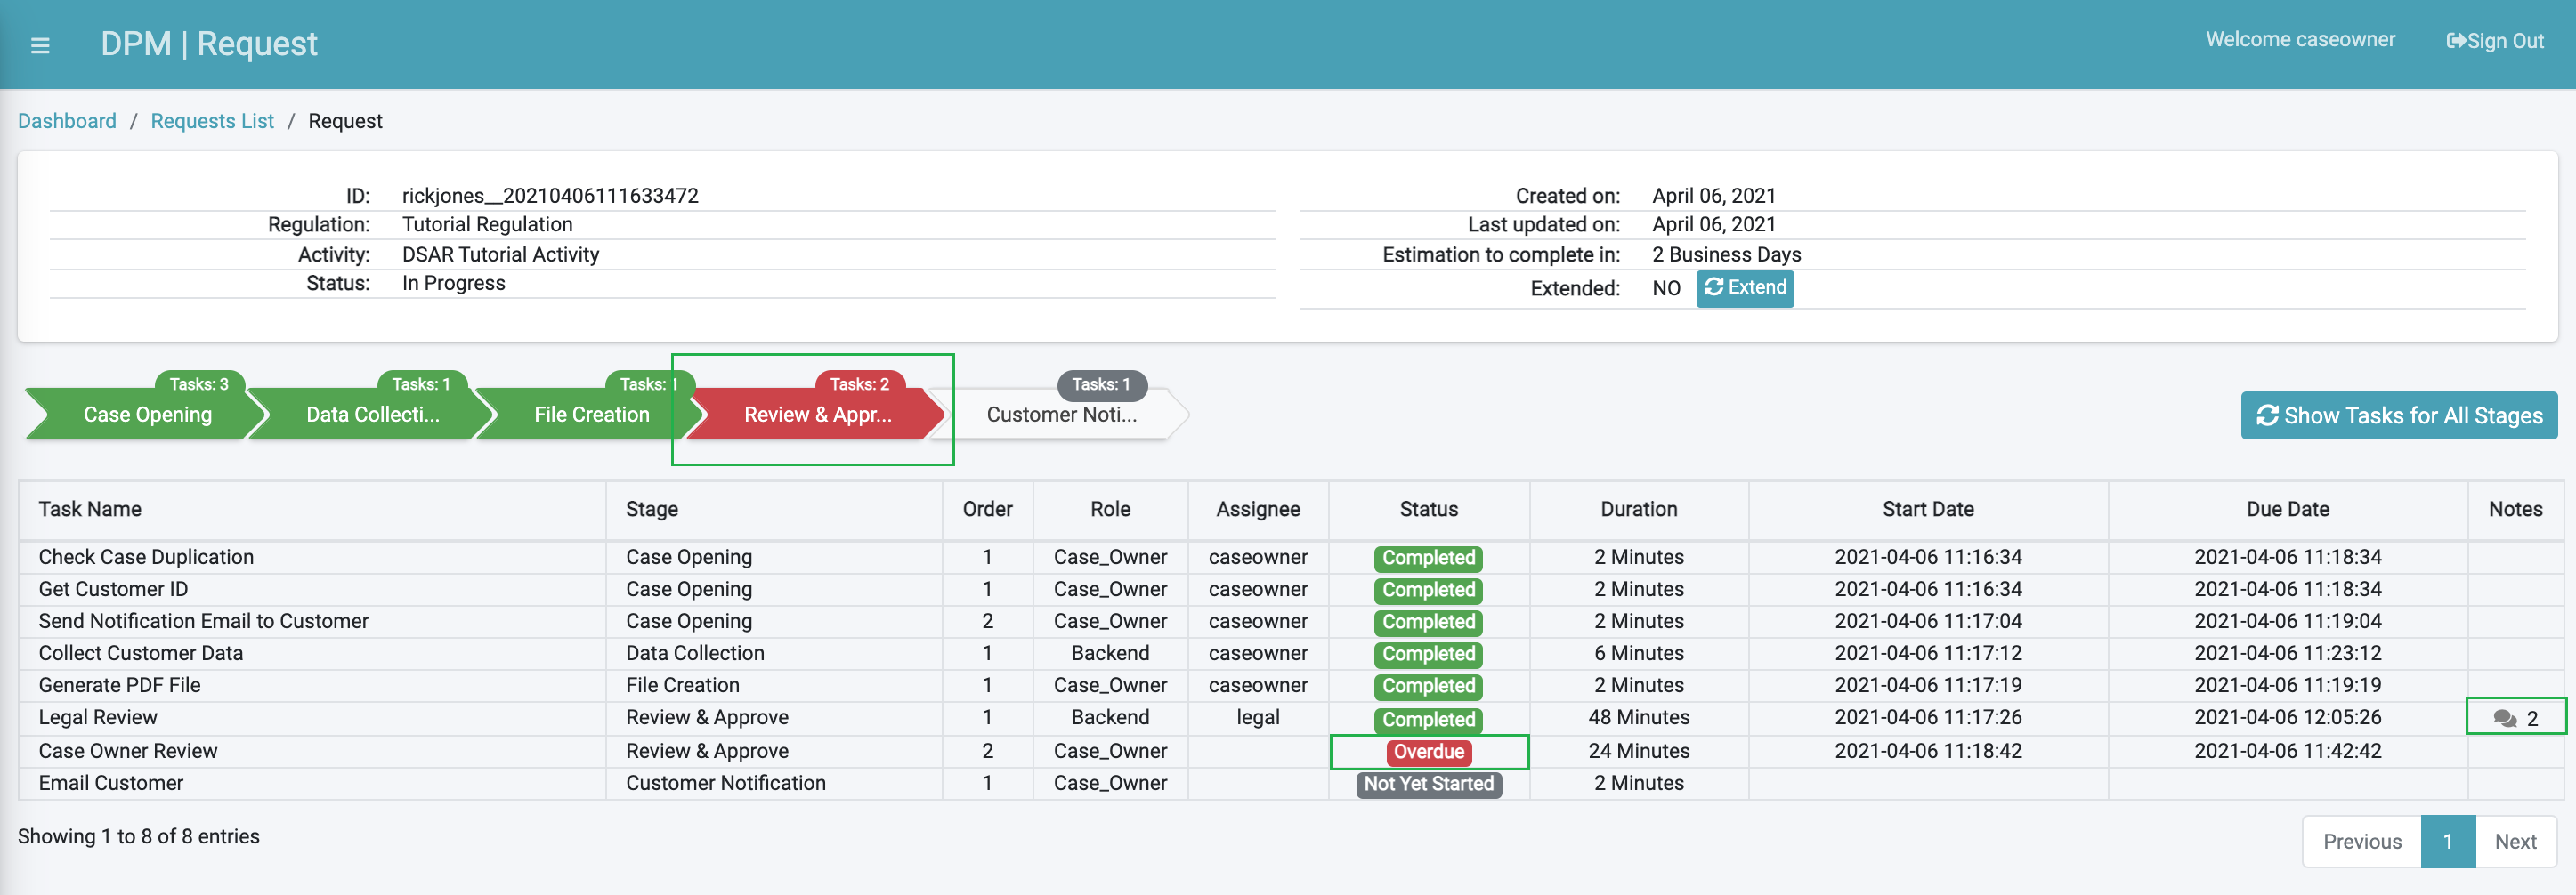 DPM | Request
Welcome caseowner
Sign Out
Dashboard / Requests List / Request
ID: rickjones__20210406111633472
Regulation: Tutorial Regulation
Activity: DSAR Tutorial Activity
Status: In Progress
Created on: April 06, 2021
Last updated on: April 06, 2021
Estimation to complete in: 2 Business Days
Extended: NO Extend
Tasks: 3
Case Opening
Tasks: 1
Data Collecti...
Tasks: 1
File Creation
Tasks: 2
Review & Appr...
Tasks: 1
Customer Noti...
Show Tasks for All Stages
Task Name Stage Order Role Assignee Status Duration Start Date Due Date Notes
Check Case Duplication Case Opening 1 Case_Owner caseowner Completed 2 Minutes 2021-04-06 11:16:34 2021-04-06 11:18:34
Get Customer ID Case Opening 1 Case_Owner caseowner Completed 2 Minutes 2021-04-06 11:16:34 2021-04-06 11:18:34
Send Notification Email to Customer Case Opening 2 Case_Owner caseowner Completed 2 Minutes 2021-04-06 11:17:04 2021-04-06 11:19:04
Collect Customer Data Data Collection 1 Backend caseowner Completed 6 Minutes 2021-04-06 11:17:12 2021-04-06 11:23:12
Generate PDF File File Creation 1 Case_Owner caseowner Completed 2 Minutes 2021-04-06 11:17:19 2021-04-06 11:19:19
Legal Review Review & Approve 1 Backend legal Completed 48 Minutes 2021-04-06 11:17:26 2021-04-06 12:05:26 2
Case Owner Review Review & Approve 2 Case_Owner Overdue 24 Minutes 2021-04-06 11:18:42 2021-04-06 11:42:42
Email Customer Customer Notification 1 Case_Owner Not Yet Started 2 Minutes
Showing 1 to 8 of 8 entries
Previous 1 Next